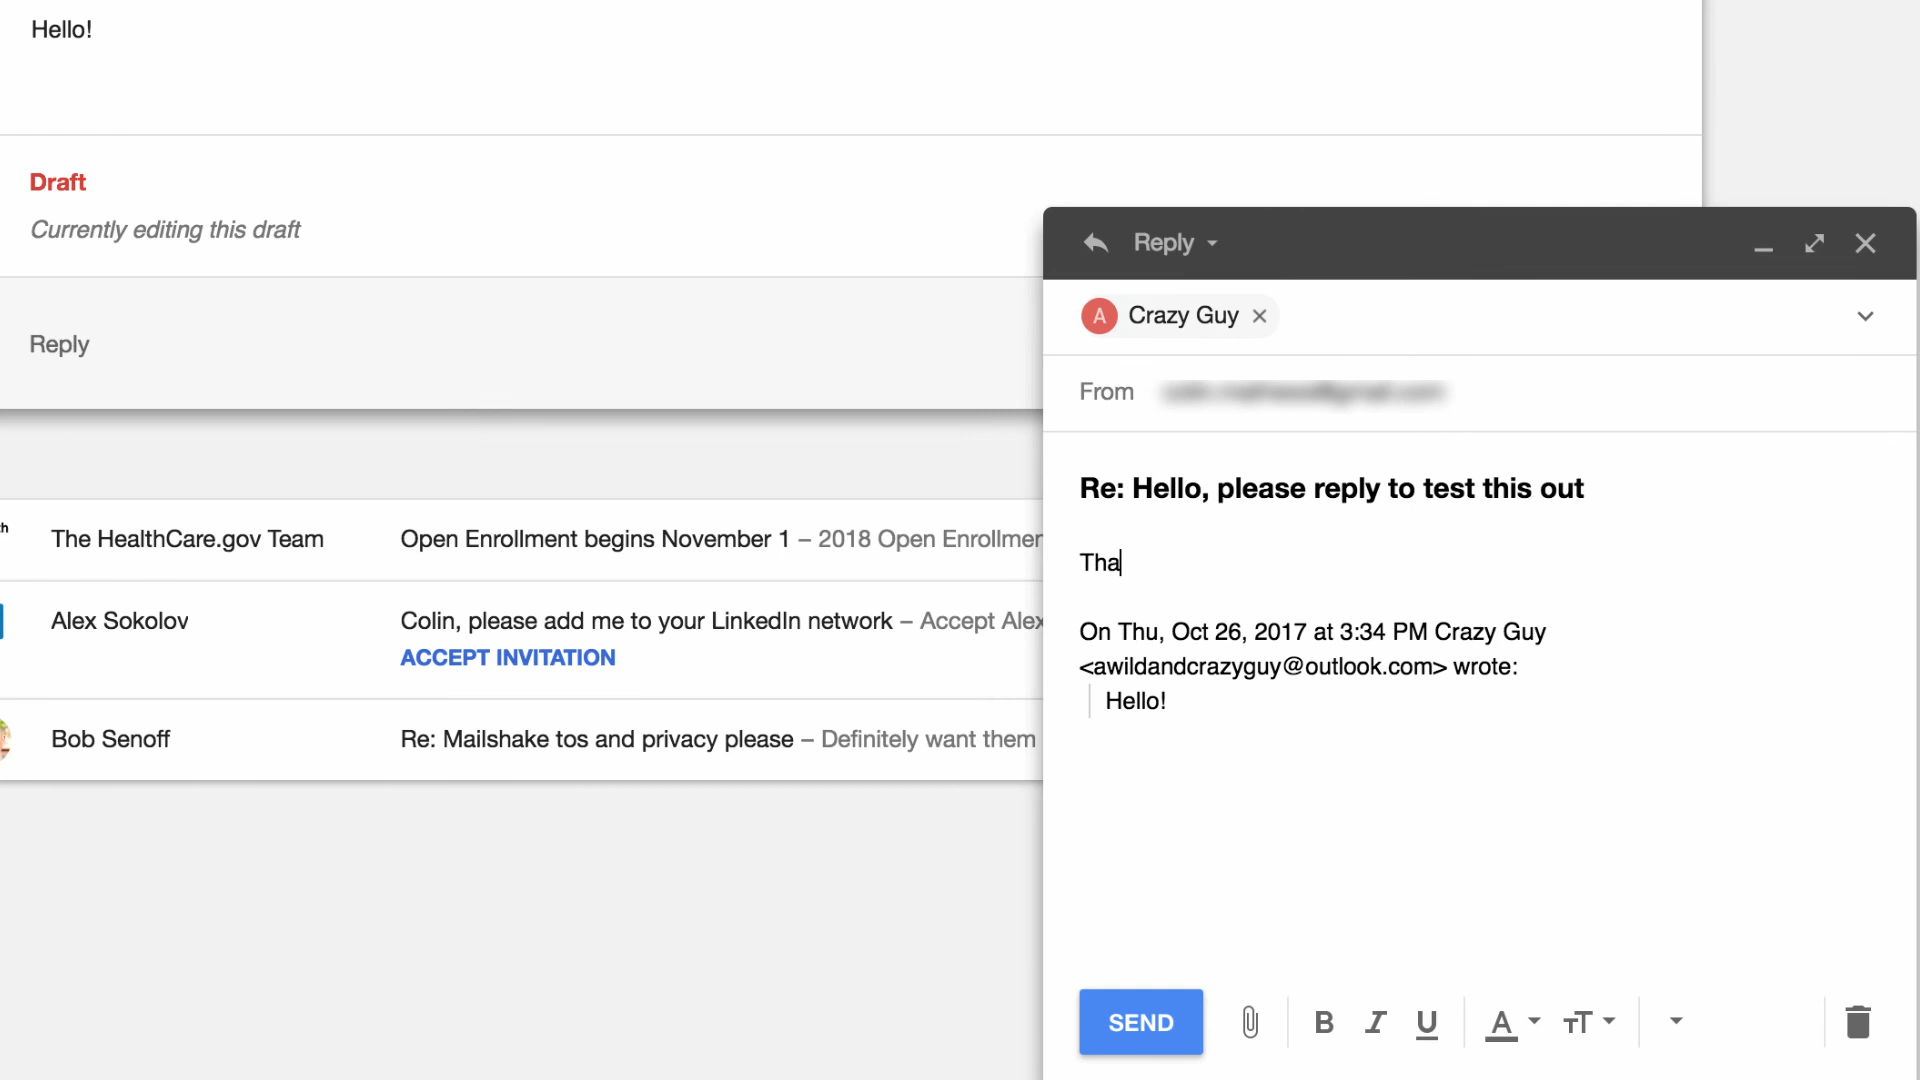 Hello!
Draft
Currently editing this draft
Reply
th
The HealthCare.gov Team Open Enrollment begins November 1 – 2018 Open Enrollmen
Alex Sokolov Colin, please add me to your LinkedIn network – Accept Alex
ACCEPT INVITATION
Bob Senoff Re: Mailshake tos and privacy please – Definitely want them
Reply
A Crazy Guy
From
Re: Hello, please reply to test this out
Tha
On Thu, Oct 26, 2017 at 3:34 PM Crazy Guy
<awildandcrazyguy@outlook.com> wrote:
Hello!
SEND B I U A TT